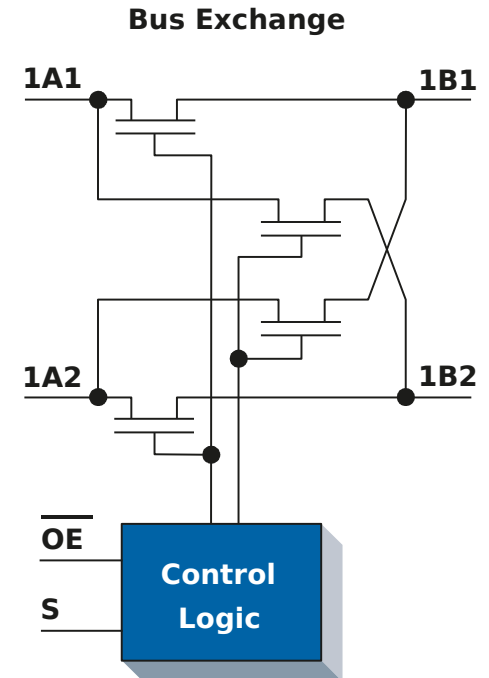 Bus Exchange
1A1
1B1
1A2
1B2
OE
S
Control
Logic